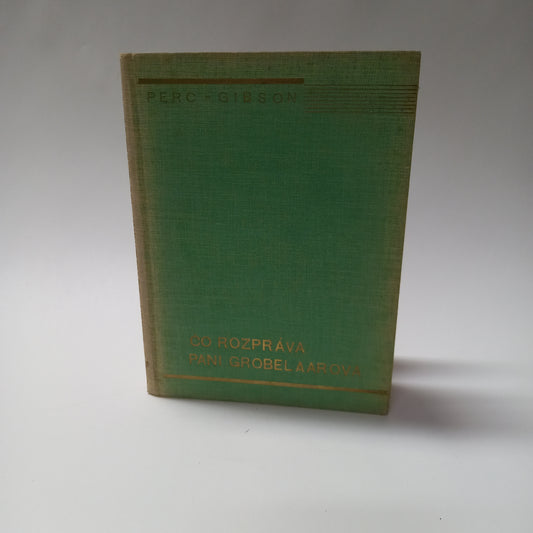 PERC - GIBSON
CO ROZPRÁVA
PANI GROBELAAROVÁ